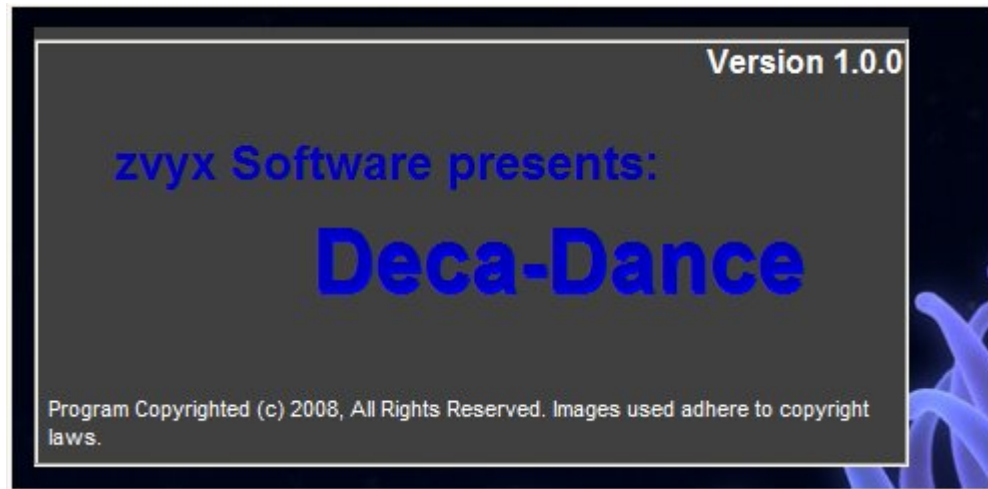 Version 1.0.0
zvyx Software presents:
Deca-Dance
Program Copyrighted (c) 2008, All Rights Reserved. Images used adhere to copyright
laws.